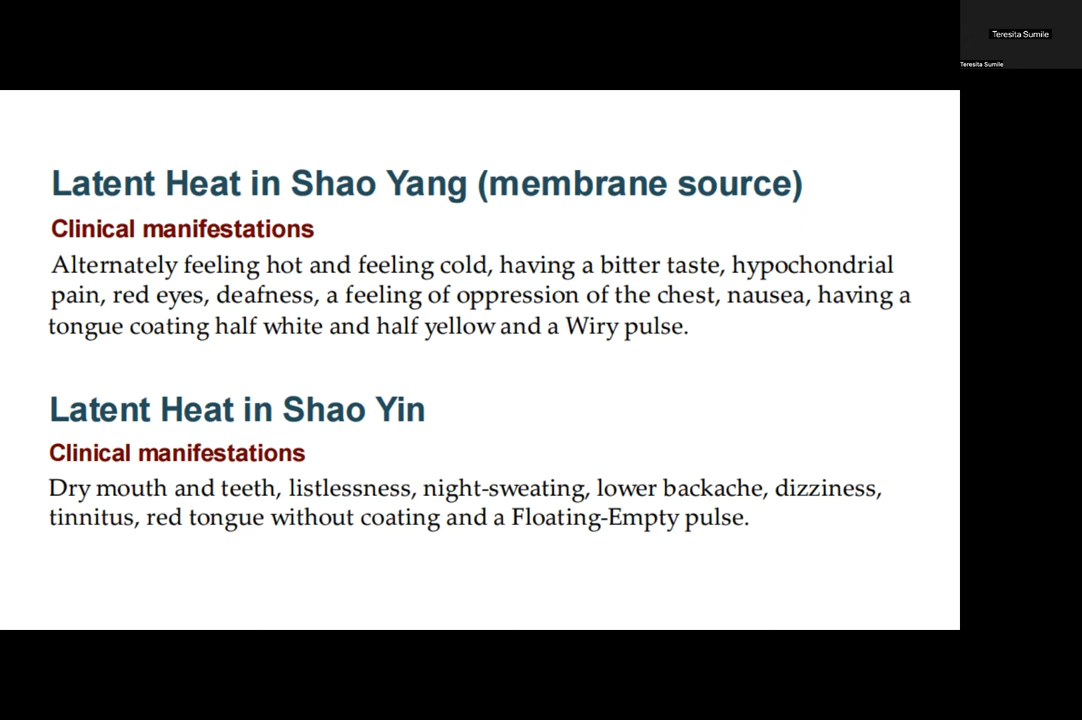 Teresita Sumile
Teresita Sumile
Latent Heat in Shao Yang (membrane source)
Clinical manifestations
Alternately feeling hot and feeling cold, having a bitter taste, hypochondrial
pain, red eyes, deafness, a feeling of oppression of the chest, nausea, having a
tongue coating half white and half yellow and a Wiry pulse.
Latent Heat in Shao Yin
Clinical manifestations
Dry mouth and teeth, listlessness, night-sweating, lower backache, dizziness,
tinnitus, red tongue without coating and a Floating-Empty pulse.